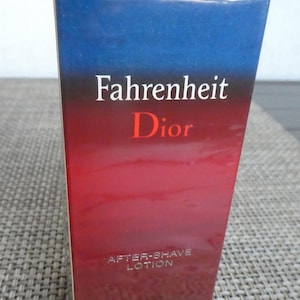 Fahrenheit
Dior
AFTER-SHAVE
LOTION